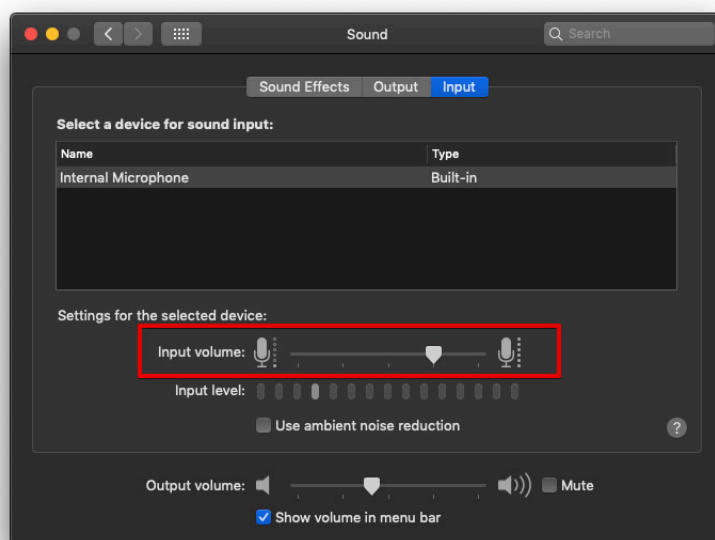 Sound
Search
Sound Effects Output Input
Select a device for sound input:
Name Type
Internal Microphone Built-in
Settings for the selected device:
Input volume:
Input level:
Use ambient noise reduction
?
Output volume: Mute
Show volume in menu bar